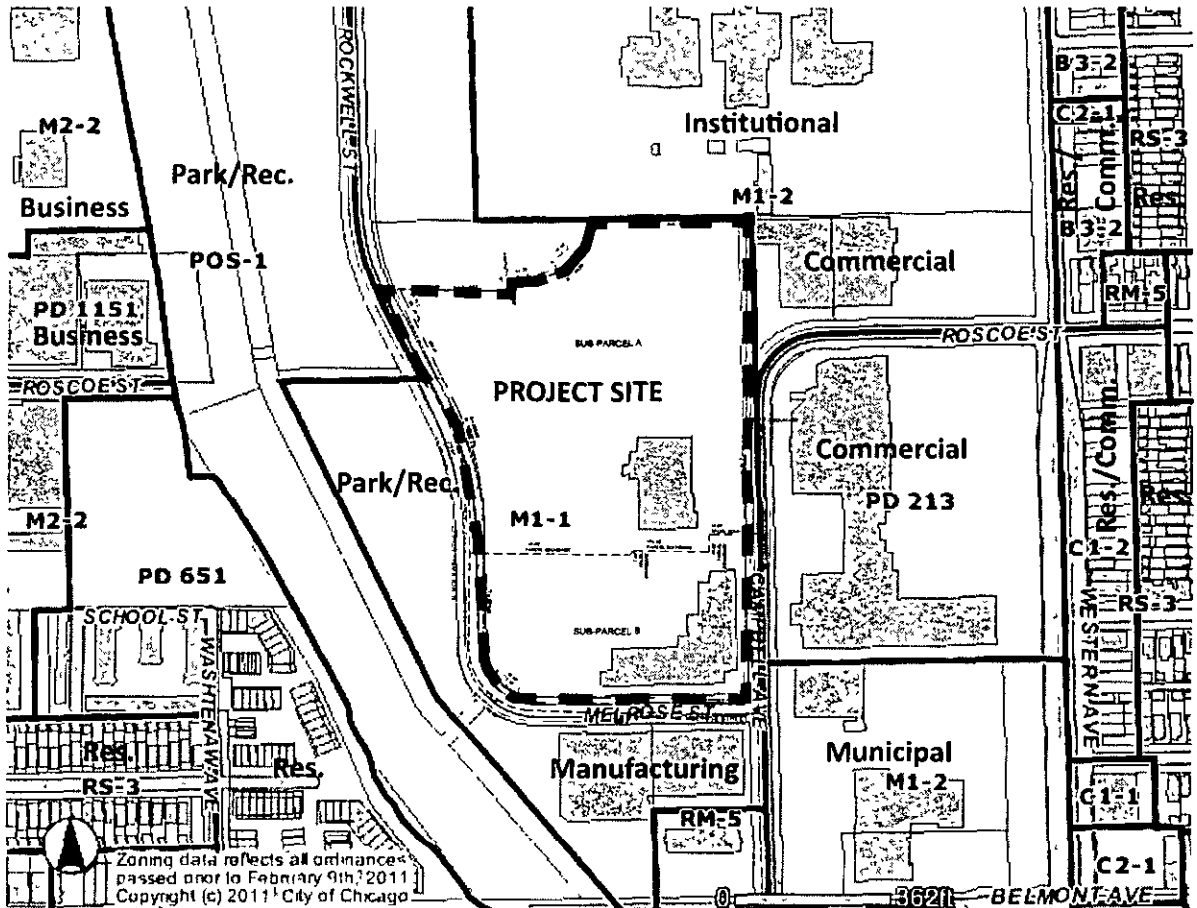 ROCKWELL ST
B3-2
C2-1
RS-3
M2-2
Institutional
Park/Rec.
Res./
Comm.
Res.
Business
M1-2
B3-2
POS-1
Commercial
RM-5
PD 1151
Business
SUB-PARCEL A
ROSCOE ST
ROSCOE ST
PROJECT SITE
Commercial
Res./Comm.
Res.
Park/Rec.
PD 213
M2-2
M1-1
C1-2
PD 651
RS-3
SCHOOL ST
SUB-PARCEL B
CAMPBELL AVE
WESTERN AVE
WASHTENAW AVE
MELROSE ST
Res.
Res.
Manufacturing
Municipal
RS-3
M1-2
C1-1
RM-5
Zoning data reflects all ordinances
passed prior to February 9th, 2011
Copyright (c) 2011 City of Chicago
C2-1
0 362ft
BELMONT AVE